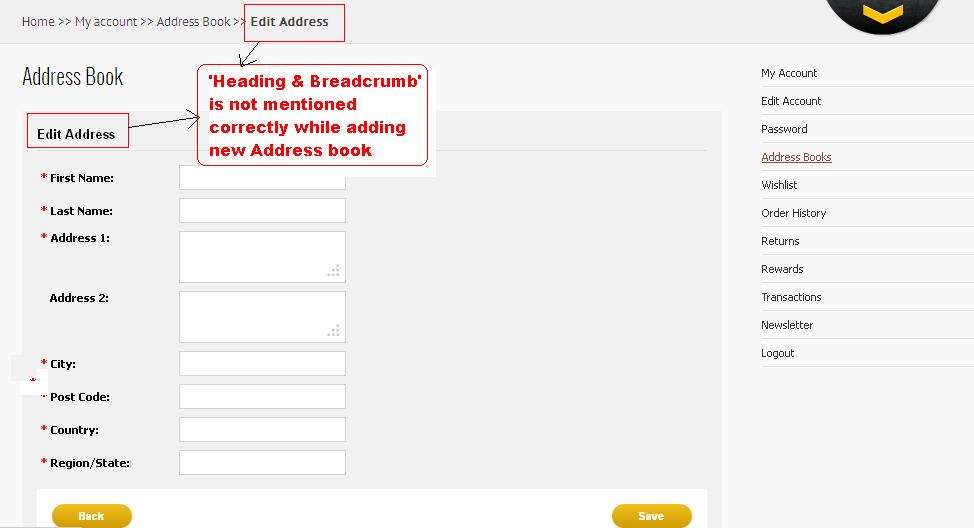 Home >> My account >> Address Book >> Edit Address
Address Book
'Heading & Breadcrumb'
is not mentioned
correctly while adding
new Address book
Edit Address
* First Name:
* Last Name:
* Address 1:
Address 2:
* City:
*
* Post Code:
* Country:
* Region/State:
Back
Save
My Account
Edit Account
Password
Address Books
Wishlist
Order History
Returns
Rewards
Transactions
Newsletter
Logout